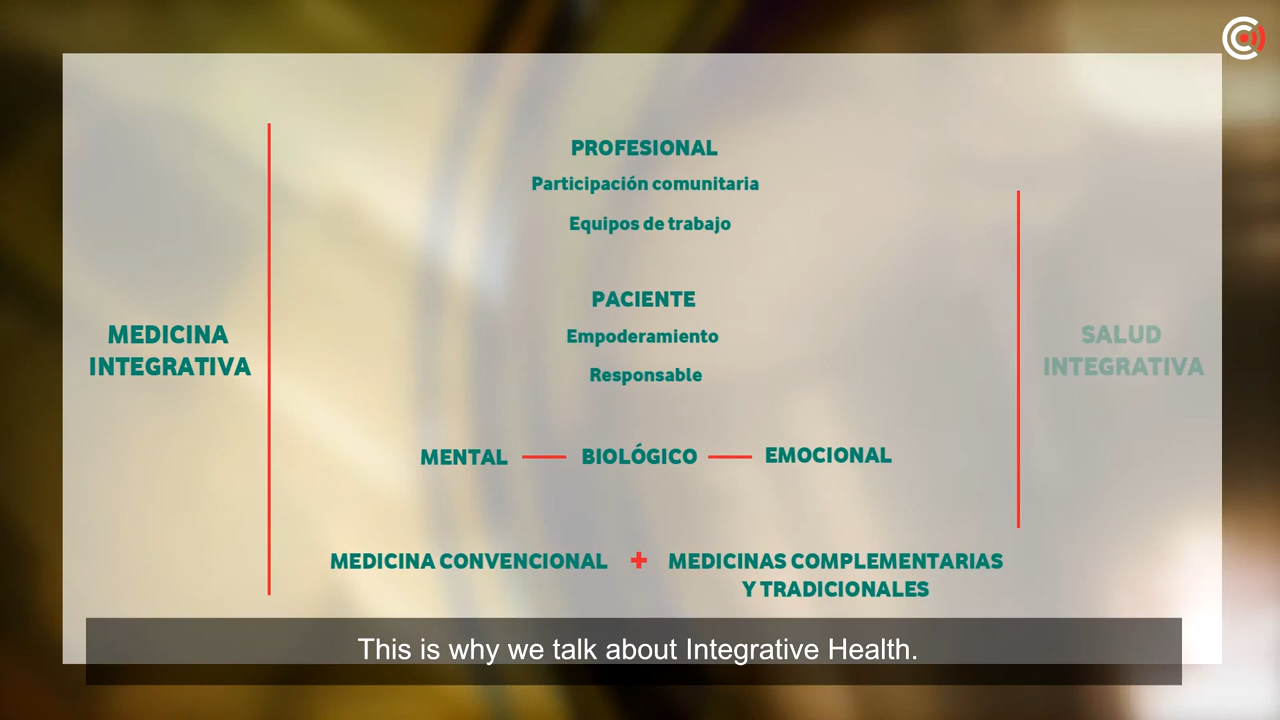 PROFESIONAL
Participación comunitaria
Equipos de trabajo
PACIENTE
Empoderamiento
Responsable
MEDICINA
INTEGRATIVA
SALUD
INTEGRATIVA
MENTAL — BIOLÓGICO — EMOCIONAL
MEDICINA CONVENCIONAL + MEDICINAS COMPLEMENTARIAS
Y TRADICIONALES
This is why we talk about Integrative Health.